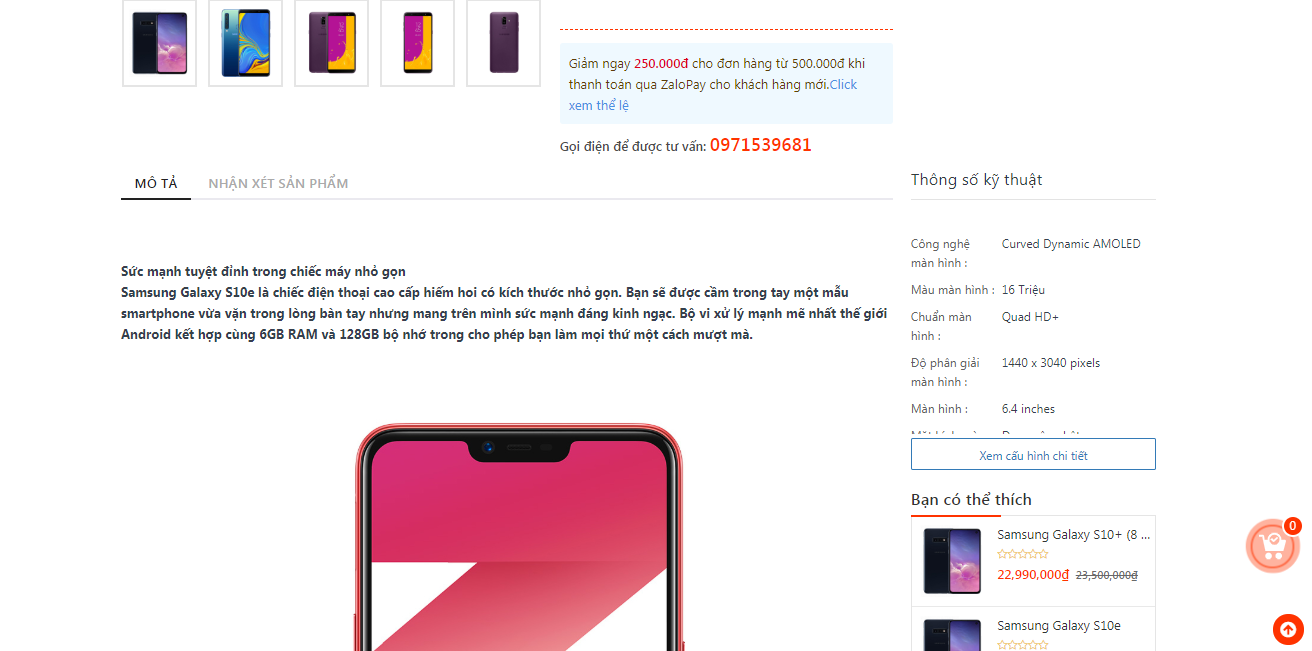 Giảm ngay 250.000đ cho đơn hàng từ 500.000đ khi
thanh toán qua ZaloPay cho khách hàng mới.Click
xem thể lệ
Gọi điện để được tư vấn: 0971539681
MÔ TẢ
NHẬN XÉT SẢN PHẨM
Sức mạnh tuyệt đỉnh trong chiếc máy nhỏ gọn
Samsung Galaxy S10e là chiếc điện thoại cao cấp hiếm hoi có kích thước nhỏ gọn. Bạn sẽ được cầm trong tay một mẫu
smartphone vừa vặn trong lòng bàn tay nhưng mang trên mình sức mạnh đáng kinh ngạc. Bộ vi xử lý mạnh mẽ nhất thế giới
Android kết hợp cùng 6GB RAM và 128GB bộ nhớ trong cho phép bạn làm mọi thứ một cách mượt mà.
Thông số kỹ thuật
Công nghệ
màn hình :
Curved Dynamic AMOLED
Màu màn hình : 16 Triệu
Chuẩn màn
hình :
Quad HD+
Độ phân giải
màn hình :
1440 x 3040 pixels
Màn hình : 6.4 inches
Xem cấu hình chi tiết
Bạn có thể thích
Samsung Galaxy S10+ (8 ...
22,990,000₫ 23,500,000₫
Samsung Galaxy S10e
0